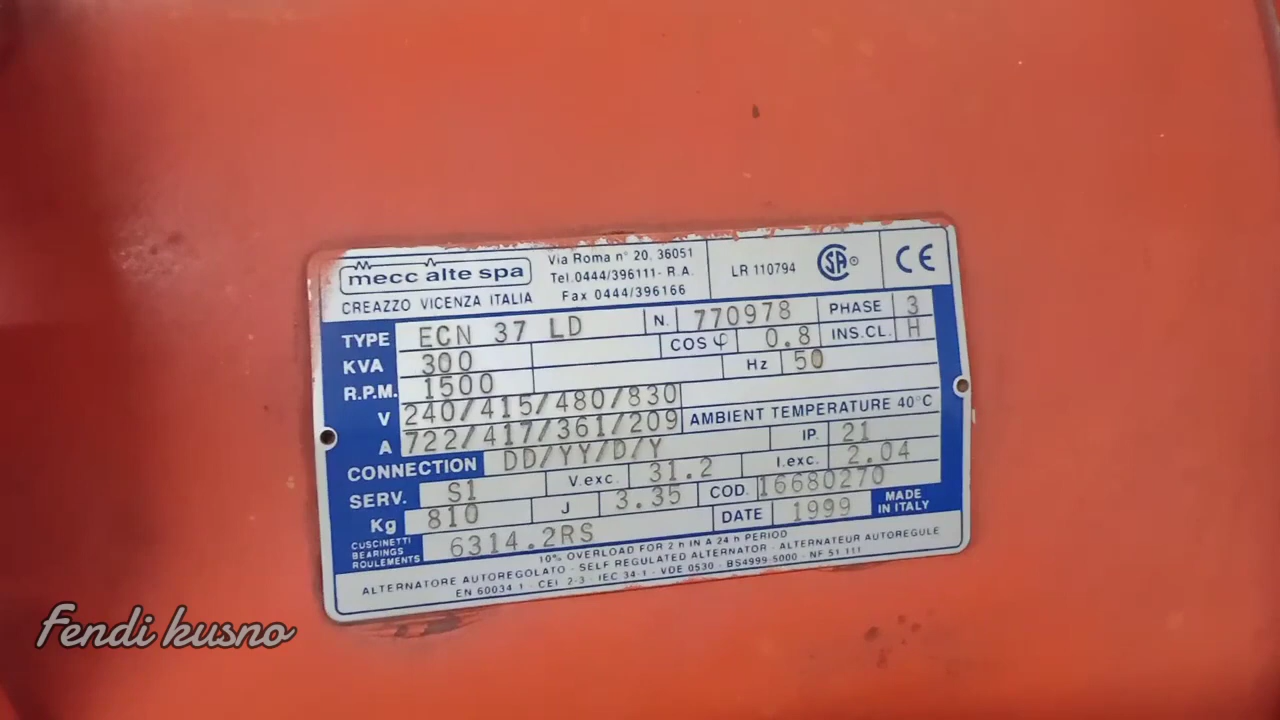 mecc alte spa
CREAZZO VICENZA ITALIA
Via Roma n° 20, 36051
Tel.0444/396111- R.A.
Fax 0444/396166
LR 110794
SA ®
CE
TYPE ECN 37 LD N. 770978 PHASE 3
KVA 300 COS φ 0.8 INS.CL. H
R.P.M. 1500 Hz 50
V 240/415/480/830
A 722/417/361/209 AMBIENT TEMPERATURE 40°C
CONNECTION DD/YY/D/Y IP. 21
SERV. S1 V.exc. 31.2 I.exc. 2.04
Kg 810 J 3.35 COD. 16680270
CUSCINETTI
BEARINGS
ROULEMENTS
6314.2RS DATE 1999 MADE
IN ITALY
10% OVERLOAD FOR 2 h IN A 24 h PERIOD
ALTERNATORE AUTOREGOLATO - SELF REGULATED ALTERNATOR - ALTERNATEUR AUTOREGULE
EN 60034 1 - CEI 2-3 - IEC 34-1 - VDE 0530 - BS4999-5000 - NF 51 111
Fendi kusno